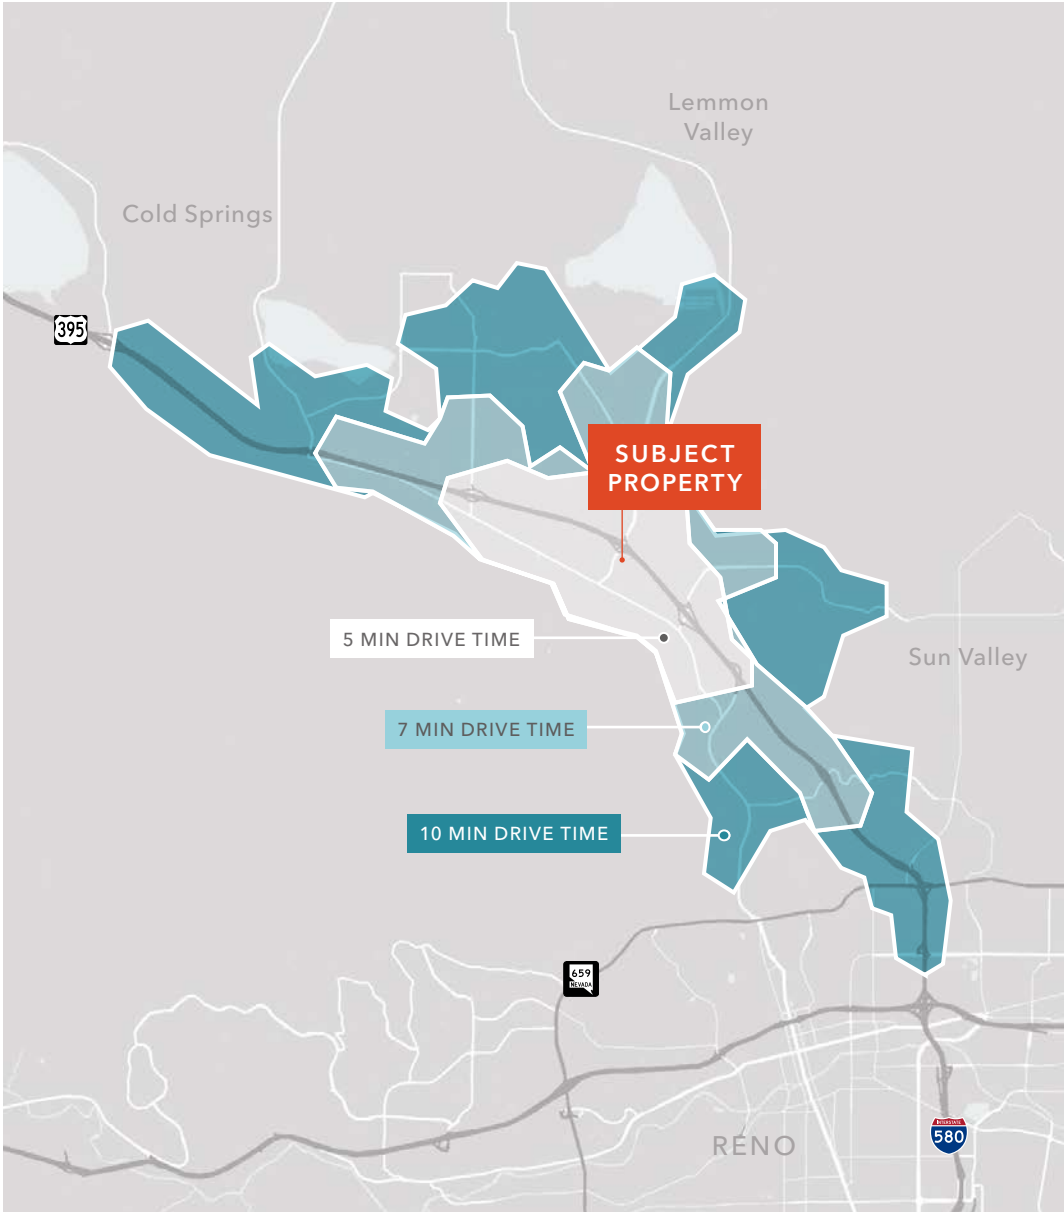 Lemmon
Valley
Cold Springs
395
SUBJECT
PROPERTY
5 MIN DRIVE TIME
Sun Valley
7 MIN DRIVE TIME
10 MIN DRIVE TIME
659
NEVADA
INTERSTATE
580
RENO